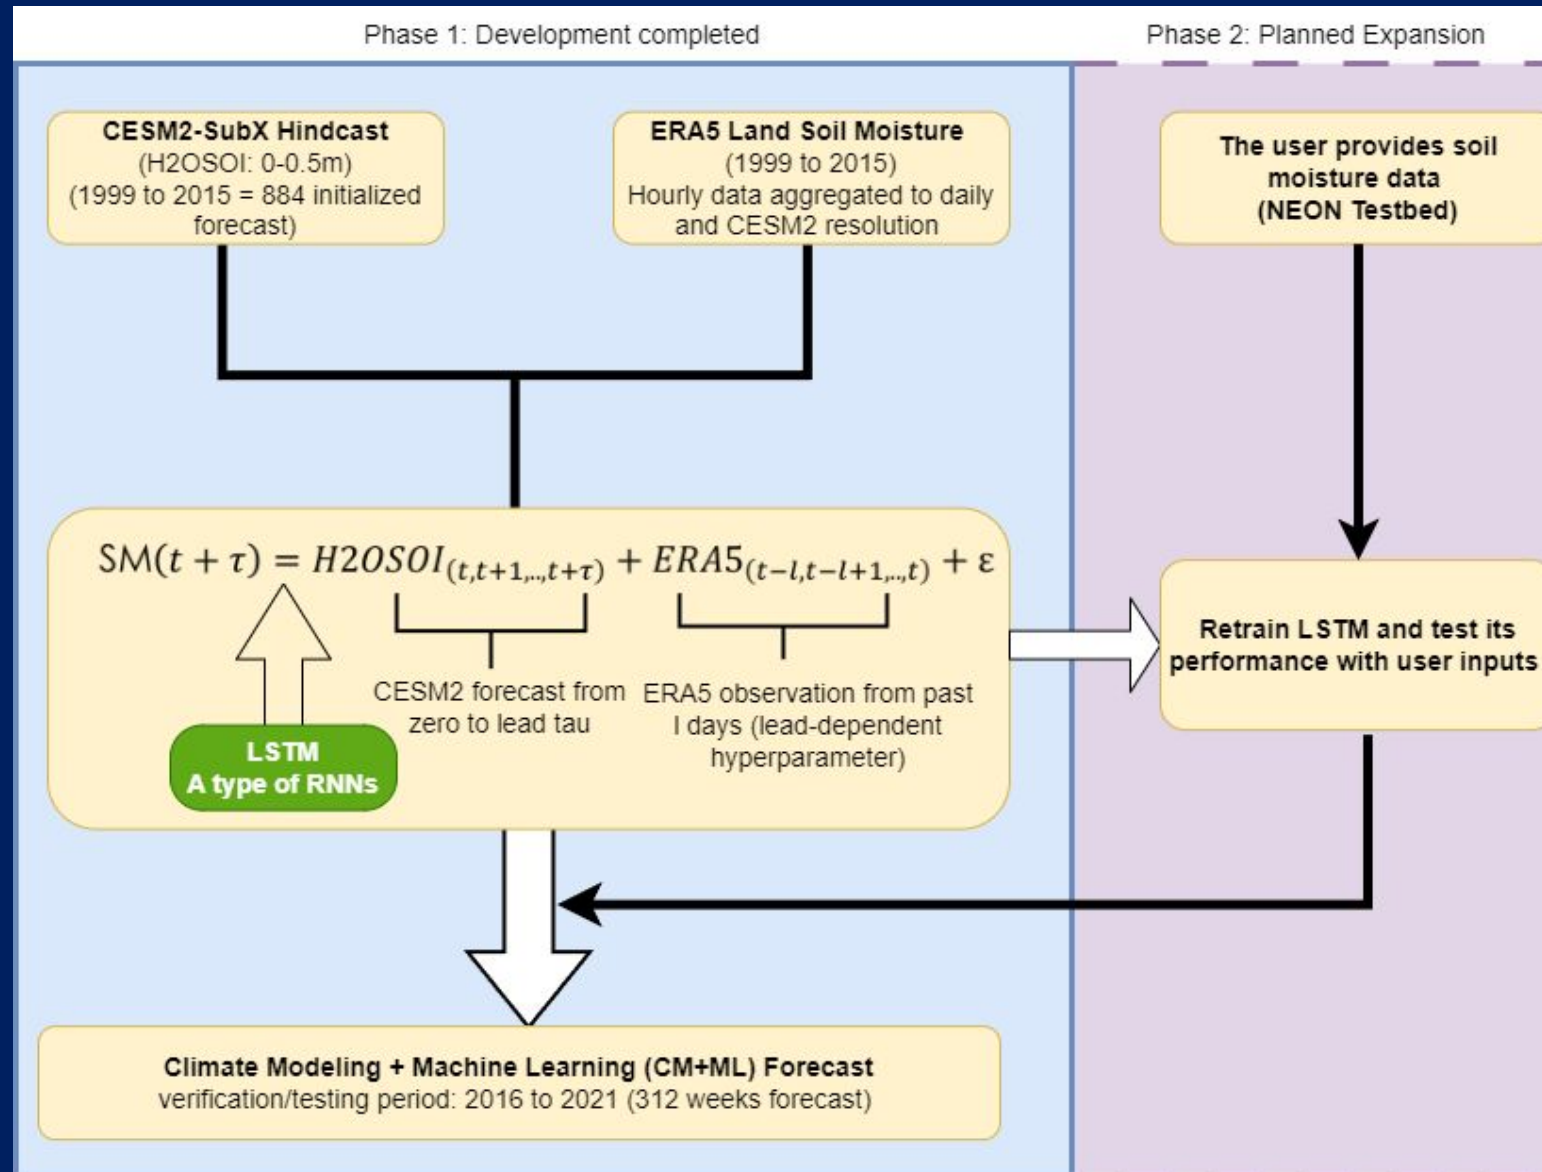 Phase 1: Development completed
Phase 2: Planned Expansion
CESM2-SubX Hindcast
(H2OSOI: 0-0.5m)
(1999 to 2015 = 884 initialized
forecast)
ERA5 Land Soil Moisture
(1999 to 2015)
Hourly data aggregated to daily
and CESM2 resolution
The user provides soil
moisture data
(NEON Testbed)
SM(t + τ) = H2OSOI(t,t+1,..,t+τ) + ERA5(t−l,t−l+1,..,t) + ε
CESM2 forecast from
zero to lead tau
ERA5 observation from past
l days (lead-dependent
hyperparameter)
LSTM
A type of RNNs
Retrain LSTM and test its
performance with user inputs
Climate Modeling + Machine Learning (CM+ML) Forecast
verification/testing period: 2016 to 2021 (312 weeks forecast)